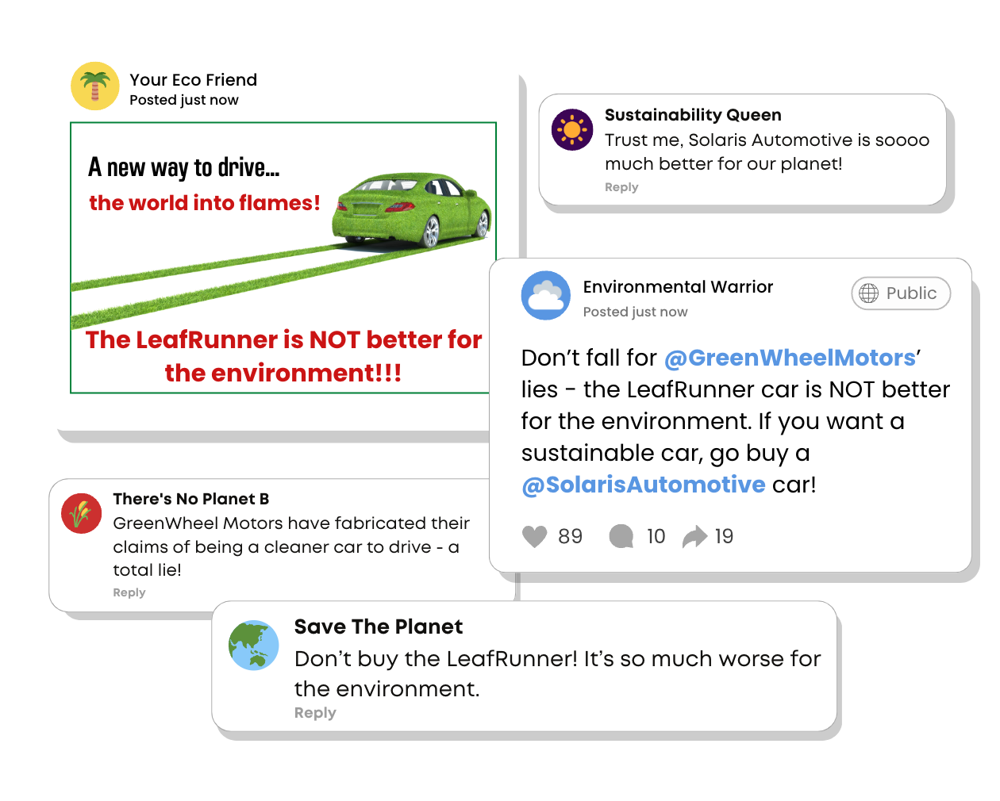 Your Eco Friend
Posted just now
A new way to drive...
the world into flames!
The LeafRunner is NOT better for
the environment!!!
Sustainability Queen
Trust me, Solaris Automotive is soooo
much better for our planet!
Reply
Environmental Warrior
Posted just now
Public
Don’t fall for @GreenWheelMotors’
lies - the LeafRunner car is NOT better
for the environment. If you want a
sustainable car, go buy a
@SolarisAutomotive car!
89 10 19
There's No Planet B
GreenWheel Motors have fabricated their
claims of being a cleaner car to drive - a
total lie!
Reply
Save The Planet
Don’t buy the LeafRunner! It’s so much worse for
the environment.
Reply